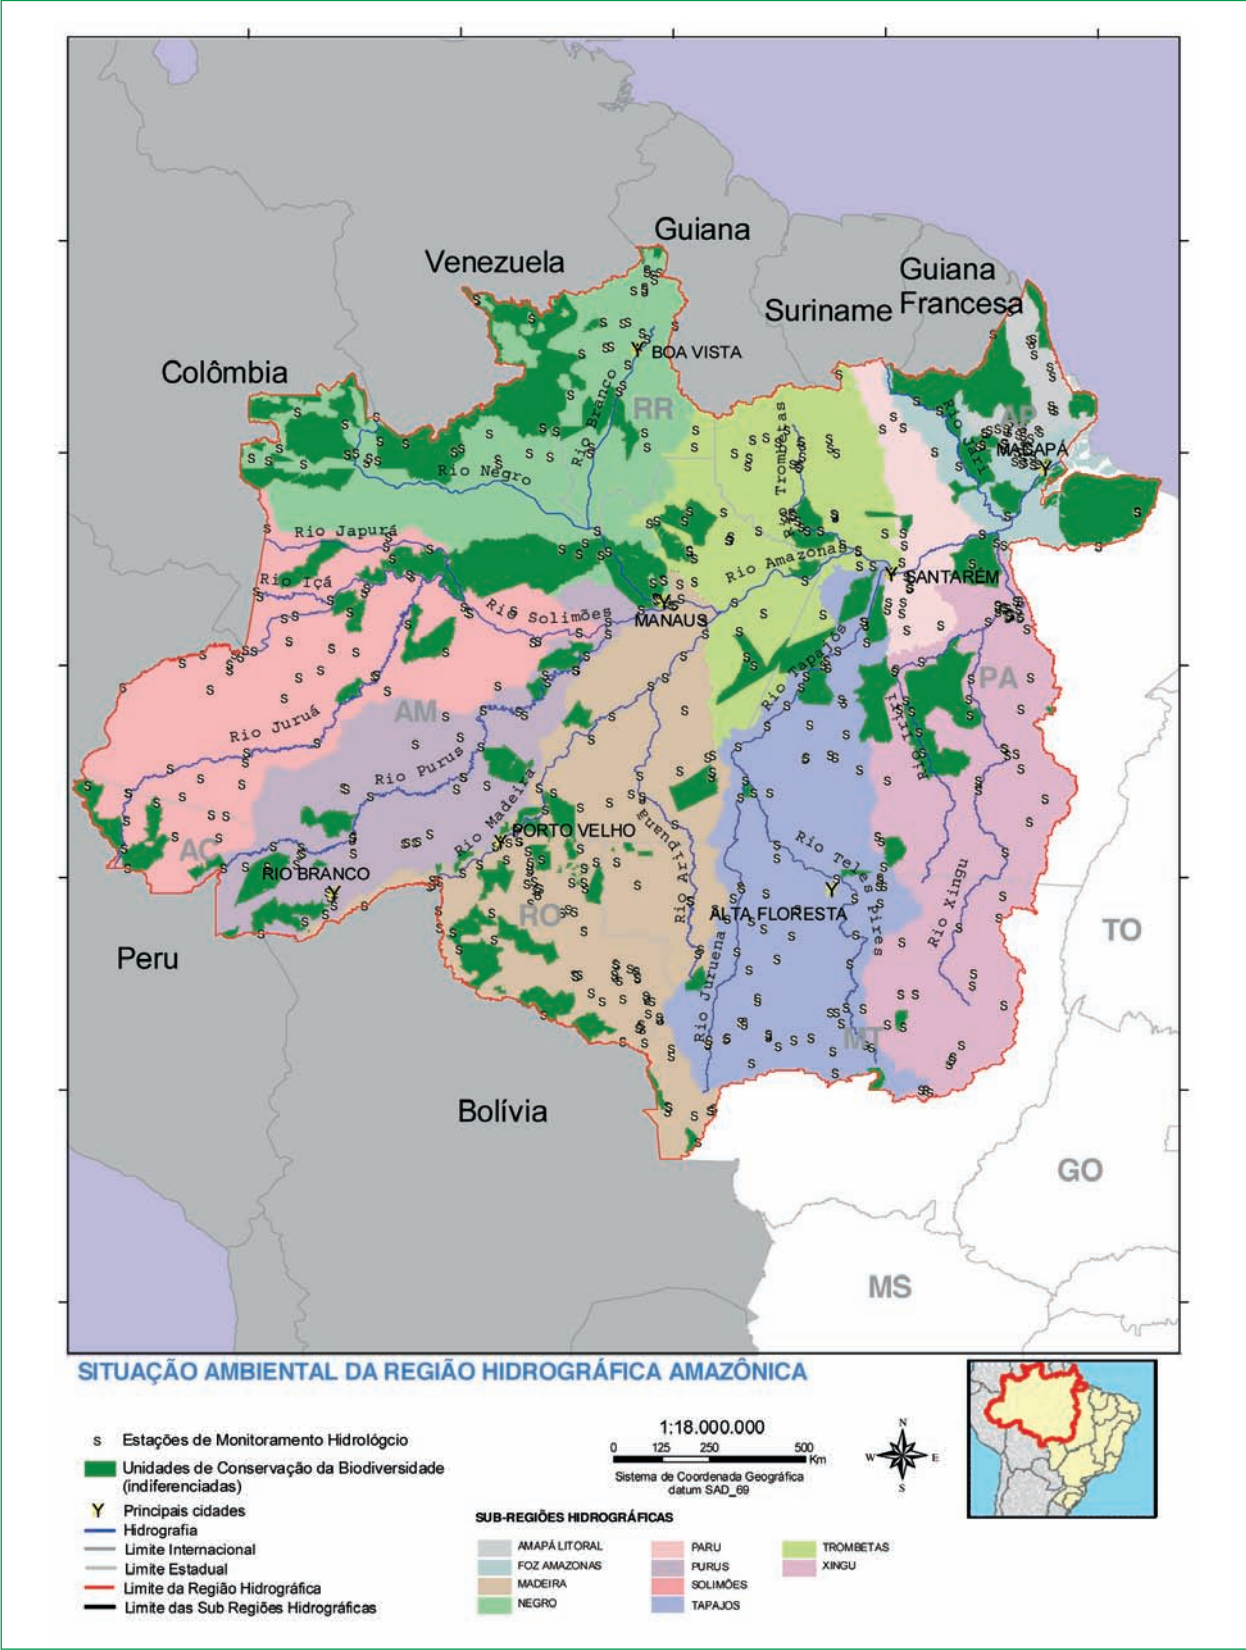 Guiana
Venezuela
Guiana
Francesa
Suriname
BOA VISTA
Colômbia
RR
Rio Branco
Rio Trombetas
Rio Jari
AP
MACAPÁ
Rio Negro
Rio Japurá
Rio Amazonas
Rio Içá
SANTARÉM
Rio Solimões
MANAUS
Rio Tapajós
PA
Rio Juruá
AM
Rio Iriri
Rio Purus
Rio Madeira
PORTO VELHO
Rio Aripuanã
Rio Teles pires
AC
RIO BRANCO
Rio Xingu
RO
ALTA FLORESTA
TO
Peru
Rio Juruena
MT
Bolívia
GO
MS
SITUAÇÃO AMBIENTAL DA REGIÃO HIDROGRÁFICA AMAZÔNICA
S Estações de Monitoramento Hidrológcio
Unidades de Conservação da Biodiversidade
(indiferenciadas)
Y Principais cidades
Hidrografia
Limite Internacional
Limite Estadual
Limite da Região Hidrográfica
Limite das Sub Regiões Hidrográficas
1:18.000.000
0 125 250 500
Km
Sistema de Coordenada Geográfica
datum SAD_69
N
W E
S
SUB-REGIÕES HIDROGRÁFICAS
AMAPÁ LITORAL
FOZ AMAZONAS
MADEIRA
NEGRO
PARU
PURUS
SOLIMÕES
TAPAJOS
TROMBETAS
XINGU